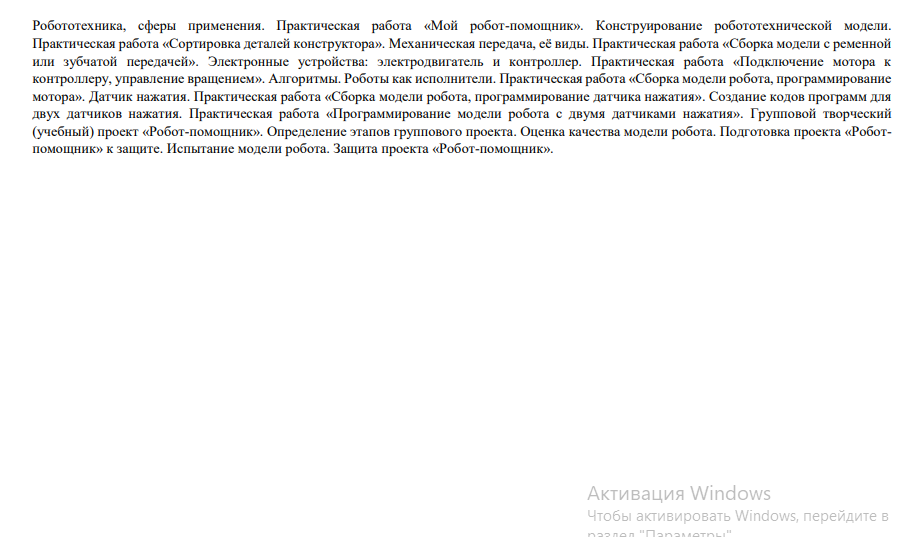 Робототехника, сферы применения. Практическая работа «Мой робот-помощник». Конструирование робототехнической модели.
Практическая работа «Сортировка деталей конструктора». Механическая передача, её виды. Практическая работа «Сборка модели с ременной
или зубчатой передачей». Электронные устройства: электродвигатель и контроллер. Практическая работа «Подключение мотора к
контроллеру, управление вращением». Алгоритмы. Роботы как исполнители. Практическая работа «Сборка модели робота, программирование
мотора». Датчик нажатия. Практическая работа «Сборка модели робота, программирование датчика нажатия». Создание кодов программ для
двух датчиков нажатия. Практическая работа «Программирование модели робота с двумя датчиками нажатия». Групповой творческий
(учебный) проект «Робот-помощник». Определение этапов группового проекта. Оценка качества модели робота. Подготовка проекта «Робот-
помощник» к защите. Испытание модели робота. Защита проекта «Робот-помощник».
Активация Windows
Чтобы активировать Windows, перейдите в
раздел "Параметры".